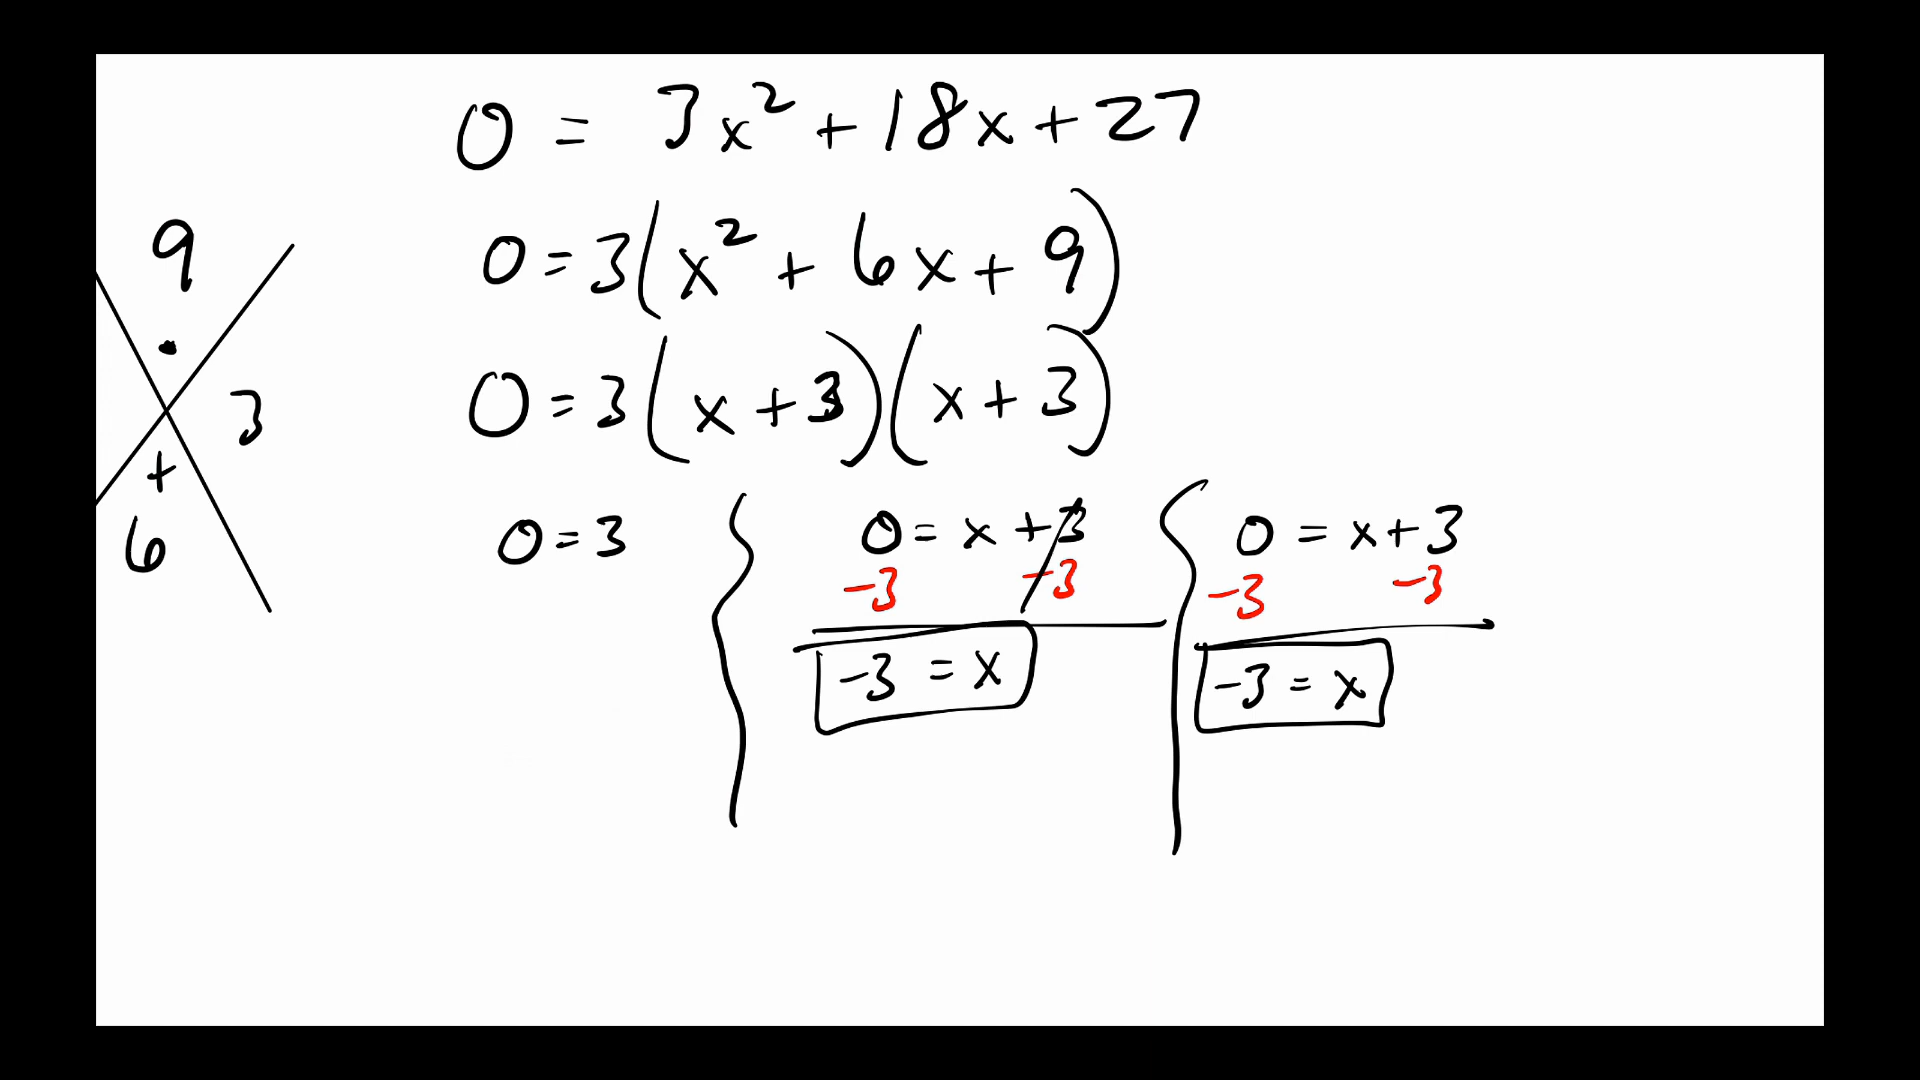 0 = 3x² + 18x + 27
0 = 3(x² + 6x + 9)
0 = 3(x + 3)(x + 3)
9
·
3
+
6
0 = 3
0 = x + 3
-3 -3
-3 = x
0 = x + 3
-3 -3
-3 = x